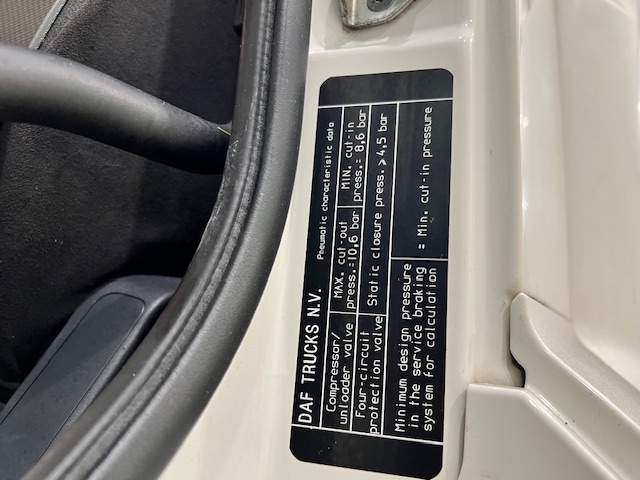 DAF TRUCKS N.V. Pneumatic characteristic data
Compressor/ MAX. cut-out MIN. cut-in
unloader valve press.=10,6 bar press.= 8,6 bar
Four-circuit Static closure press. > 4,5 bar
protection valve
Minimum design pressure
in the service braking = Min. cut-in pressure
system for calculation